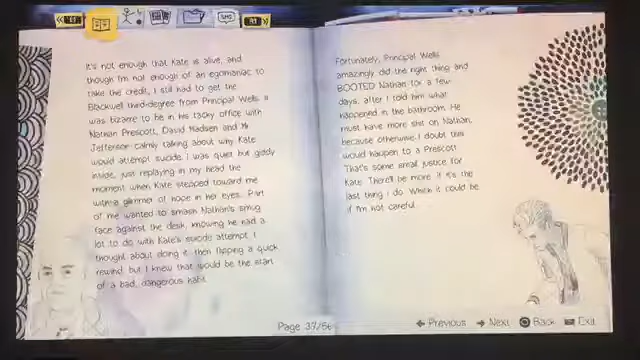 SMS
It's not enough that Kate is alive, and
though I'm not enough of an egomaniac to
take the credit, I still had to get the
Blackwell third-degree from Principal Wells. It
was bizarre to be in his tacky office with
Nathan Prescott, David Madsen and Mr
Jefferson calmly talking about why Kate
would attempt suicide. I was quiet but giddy
inside, just replaying in my head the
moment when Kate stepped toward me
with a glimmer of hope in her eyes. Part
of me wanted to smash Nathan's smug
face against the desk, knowing he had a
lot to do with Kate's suicide attempt. I
thought about doing it, then flipping a quick
rewind, but I knew that would be the start
of a bad, dangerous habit.
Fortunately, Principal Wells
amazingly did the right thing and
BOOTED Nathan for a few
days, after I told him what
happened in the bathroom. He
must have more shit on Nathan,
because otherwise I doubt this
would happen to a Prescott.
That's some small justice for
Kate. There'll be more if it's the
last thing I do. Which it could be
if I'm not careful...
Page 37/56
Previous Next Back Exit